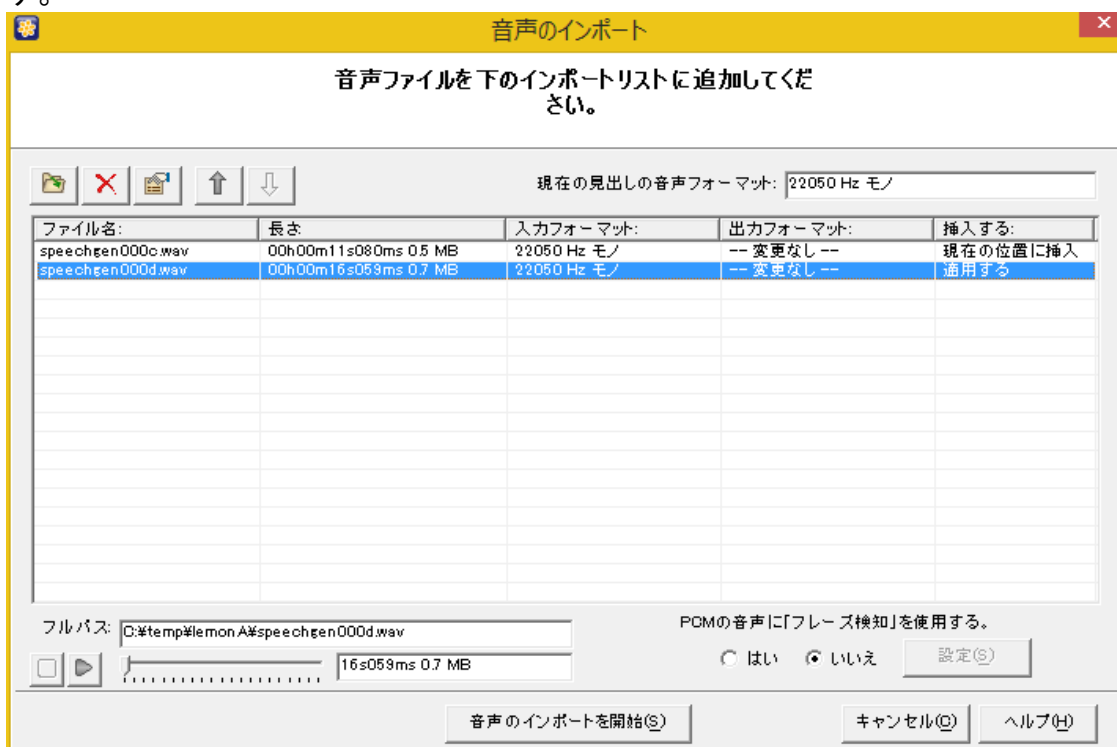 す。
音声のインポート
音声ファイルを下のインポートリストに追加してくだ
さい。
現在の見出しの音声フォーマット: 22050 Hz モノ
ファイル名: 長さ: 入力フォーマット: 出力フォーマット: 挿入する:
speechgen000c.wav 00h00m11s080ms 0.5 MB 22050 Hz モノ -- 変更なし -- 現在の位置に挿入
speechgen000d.wav 00h00m16s059ms 0.7 MB 22050 Hz モノ -- 変更なし -- 適用する
PCMの音声に「フレーズ検知」を使用する。
フルパス: C:¥temp¥lemon A¥speechgen000d.wav
16s059ms 0.7 MB はい いいえ 設定(S)
音声のインポートを開始(S) キャンセル(C) ヘルプ(H)